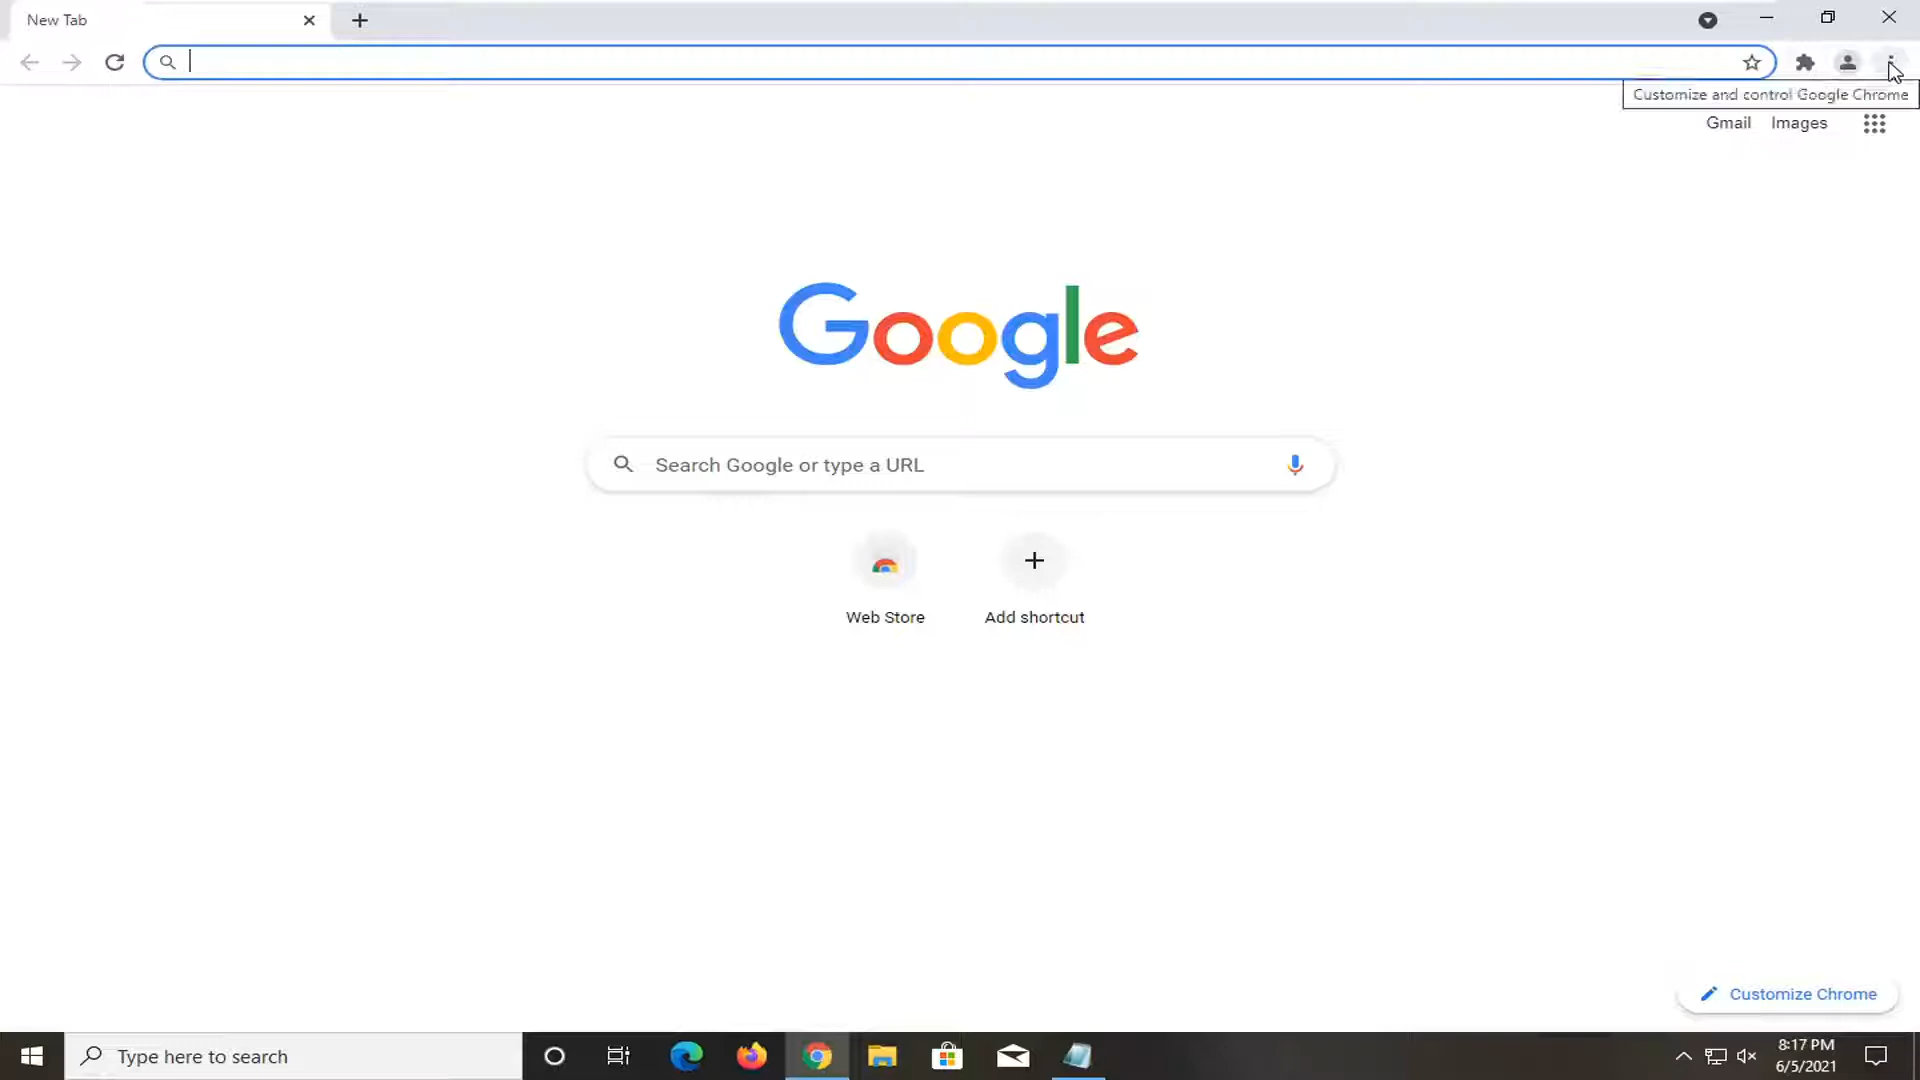 New Tab
Customize and control Google Chrome
Gmail Images
Google
Search Google or type a URL
Web Store Add shortcut
Customize Chrome
Type here to search
8:17 PM
6/5/2021